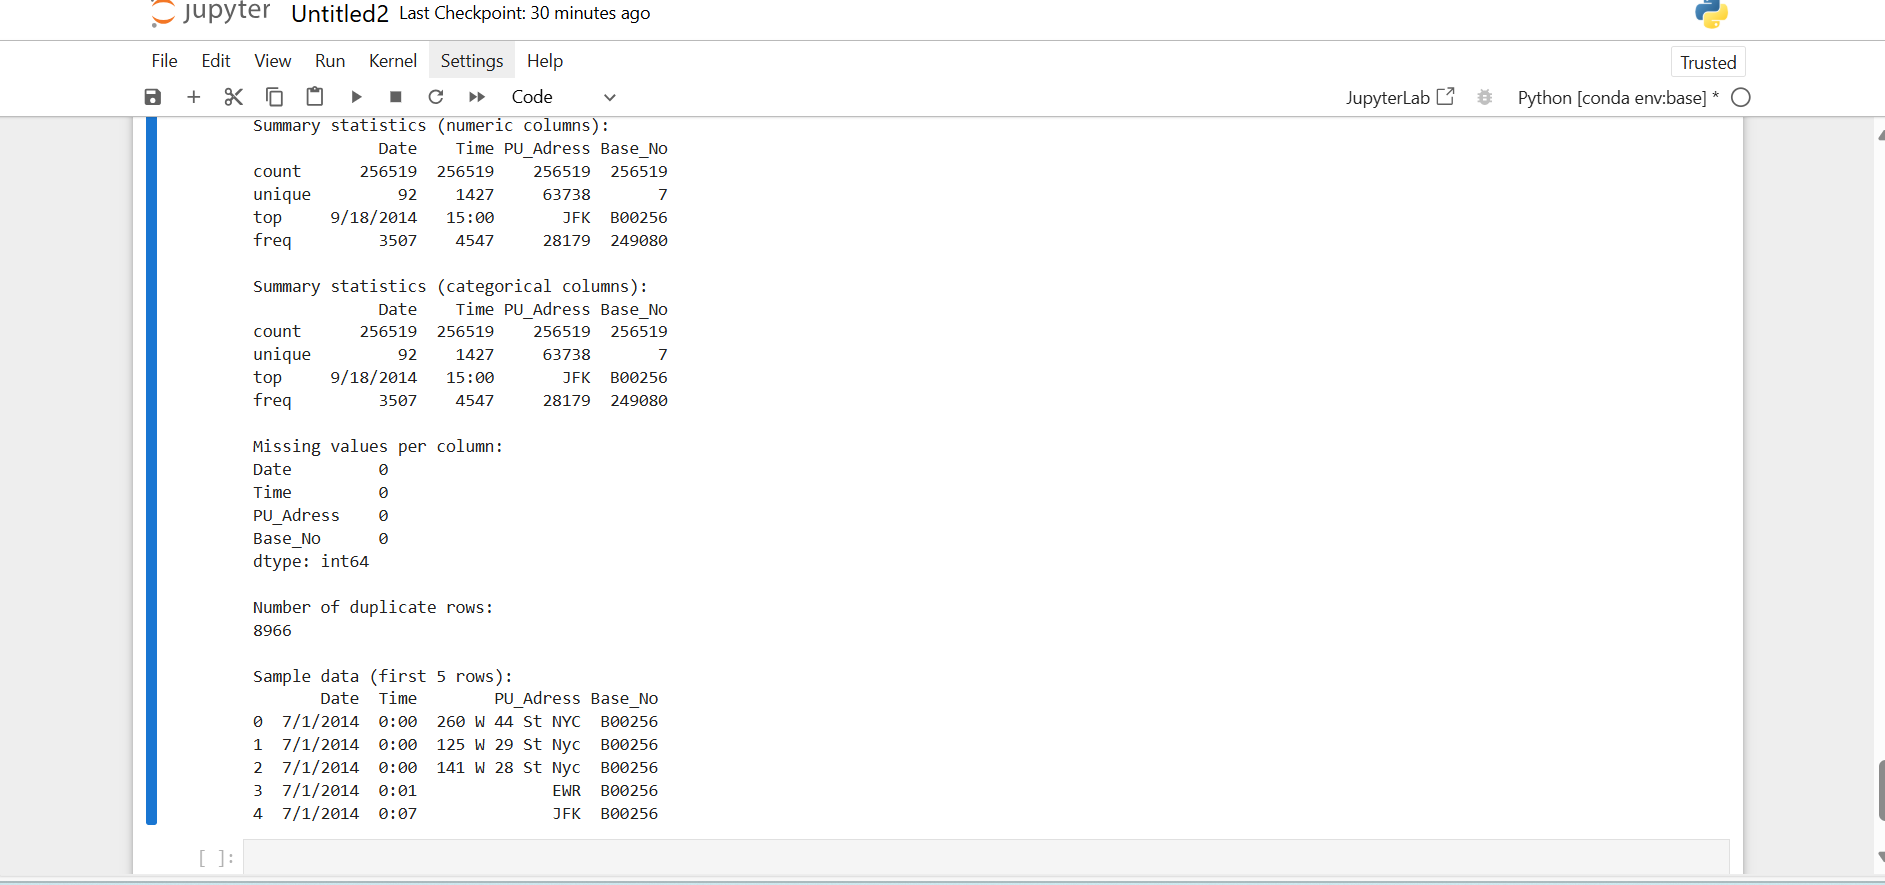 jupyter Untitled2 Last Checkpoint: 30 minutes ago
File Edit View Run Kernel Settings Help Trusted
Code JupyterLab Python [conda env:base] *
Summary statistics (numeric columns):
Date Time PU_Adress Base_No
count 256519 256519 256519 256519
unique 92 1427 63738 7
top 9/18/2014 15:00 JFK B00256
freq 3507 4547 28179 249080
Summary statistics (categorical columns):
Date Time PU_Adress Base_No
count 256519 256519 256519 256519
unique 92 1427 63738 7
top 9/18/2014 15:00 JFK B00256
freq 3507 4547 28179 249080
Missing values per column:
Date 0
Time 0
PU_Adress 0
Base_No 0
dtype: int64
Number of duplicate rows:
8966
Sample data (first 5 rows):
Date Time PU_Adress Base_No
0 7/1/2014 0:00 260 W 44 St NYC B00256
1 7/1/2014 0:00 125 W 29 St Nyc B00256
2 7/1/2014 0:00 141 W 28 St Nyc B00256
3 7/1/2014 0:01 EWR B00256
4 7/1/2014 0:07 JFK B00256
[ ]: